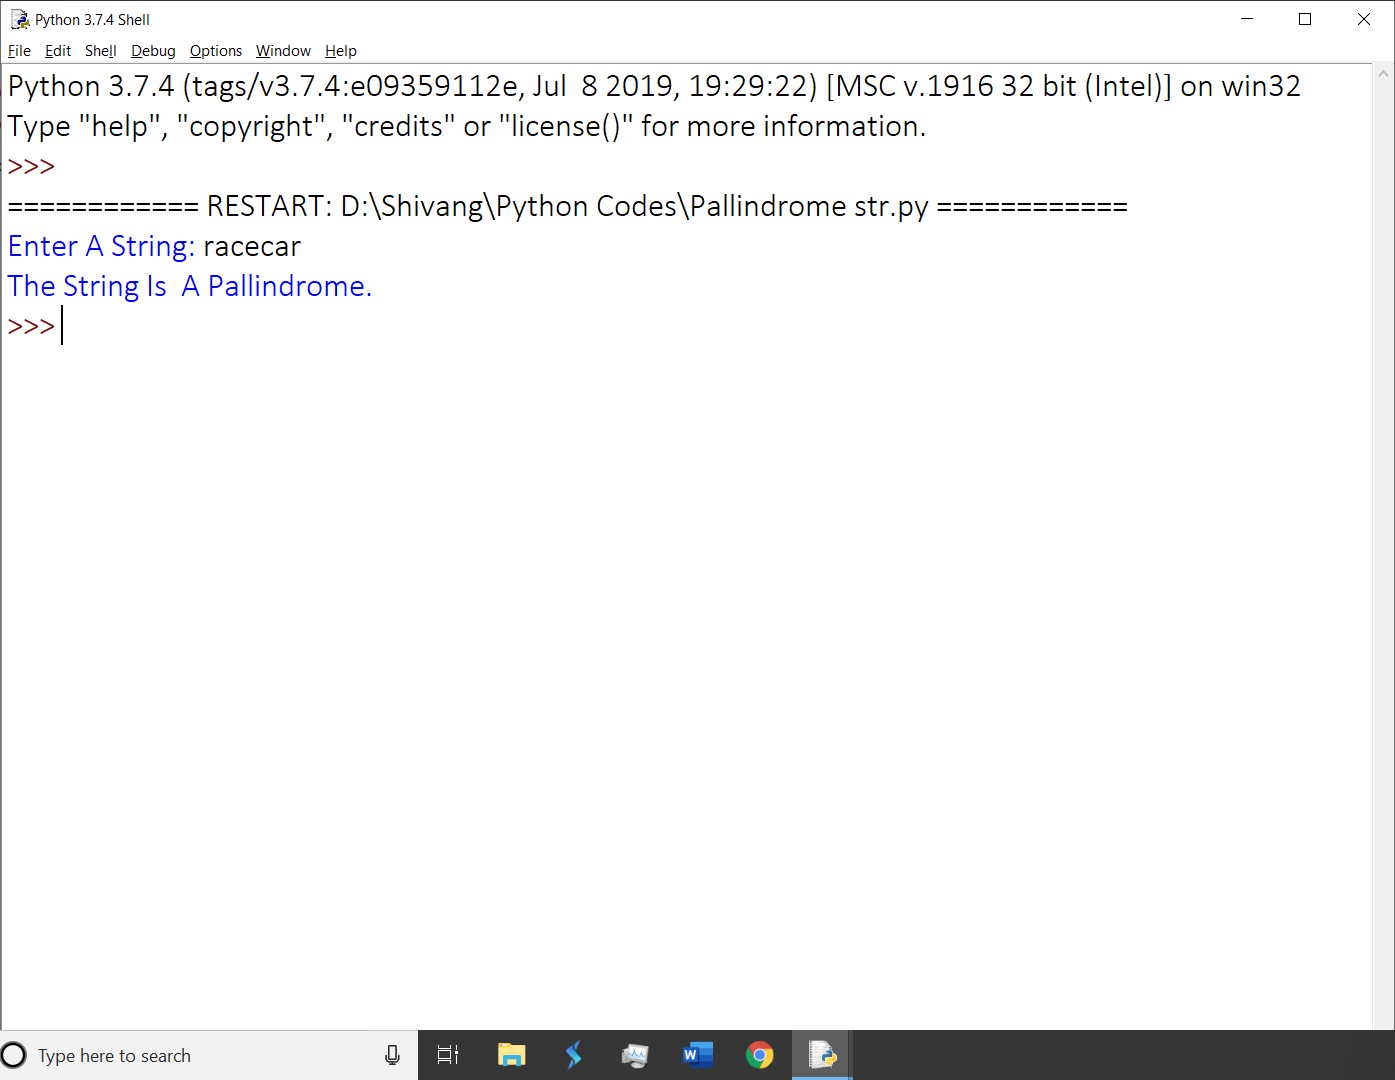 Python 3.7.4 Shell
File Edit Shell Debug Options Window Help
Python 3.7.4 (tags/v3.7.4:e09359112e, Jul  8 2019, 19:29:22) [MSC v.1916 32 bit (Intel)] on win32
Type "help", "copyright", "credits" or "license()" for more information.
>>>
============ RESTART: D:\Shivang\Python Codes\Pallindrome str.py ============
Enter A String: racecar
The String Is  A Pallindrome.
>>>
Type here to search